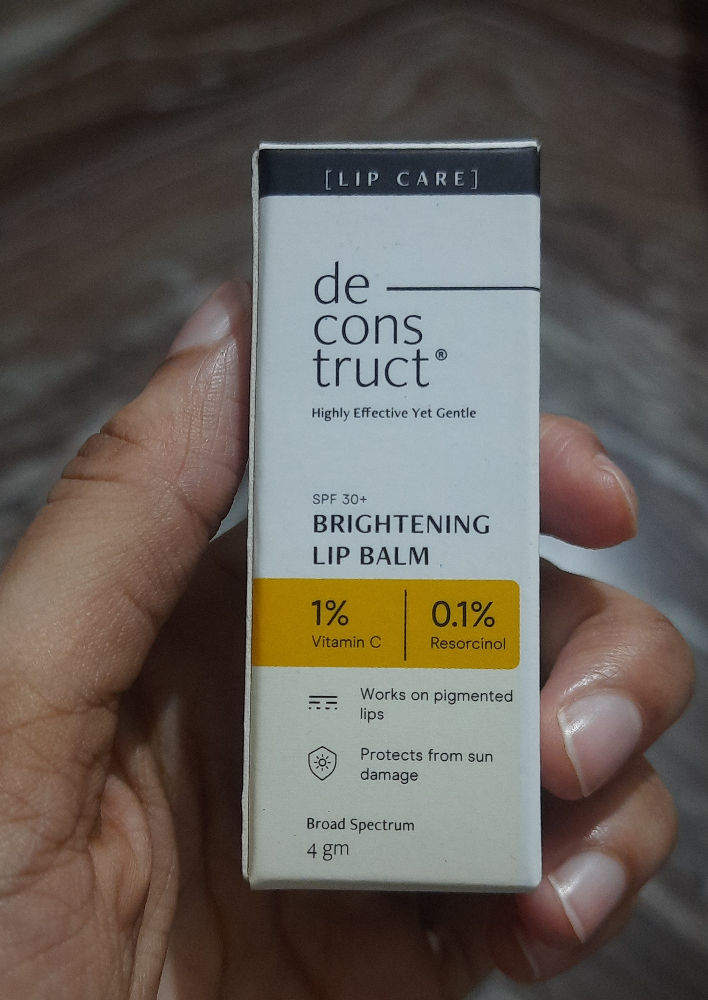 [LIP CARE]
de
cons
truct®
Highly Effective Yet Gentle
SPF 30+
BRIGHTENING
LIP BALM
1%
Vitamin C
0.1%
Resorcinol
Works on pigmented
lips
Protects from sun
damage
Broad Spectrum
4 gm